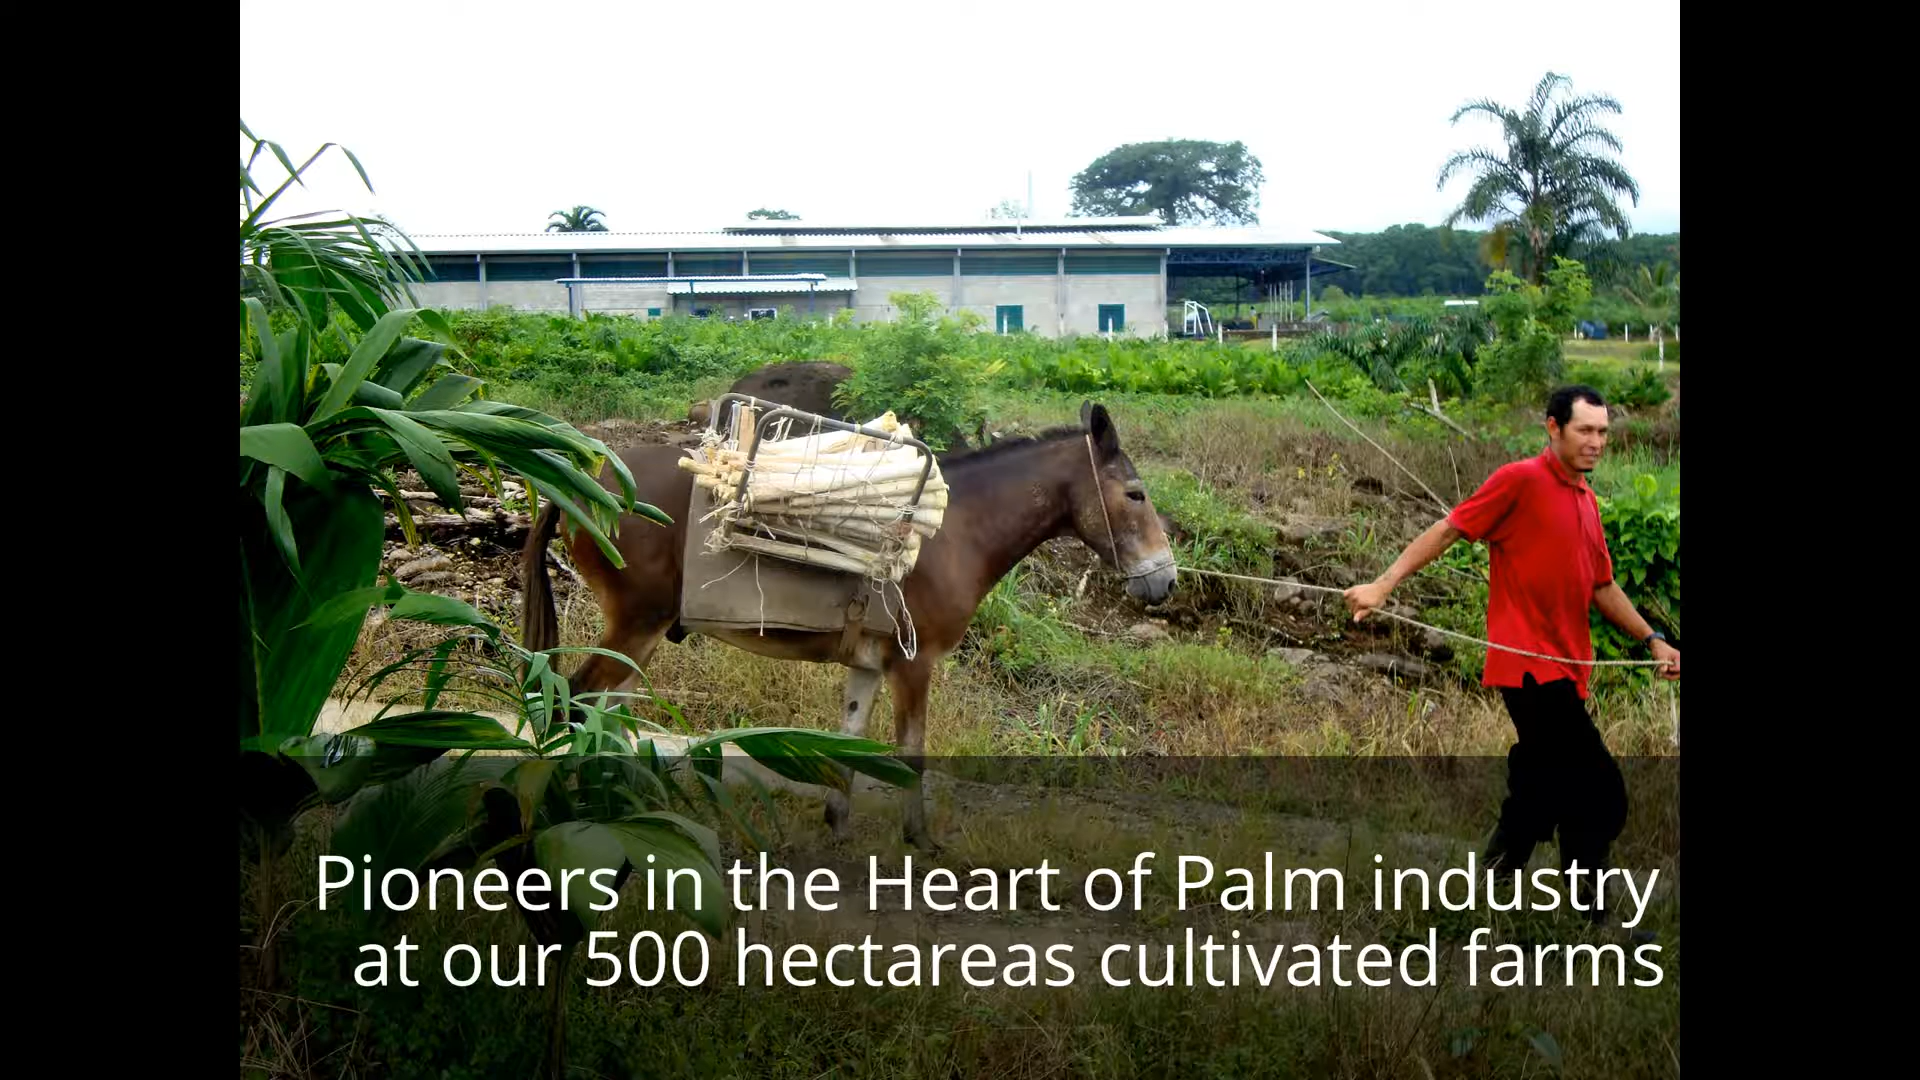 Pioneers in the Heart of Palm industry
at our 500 hectareas cultivated farms